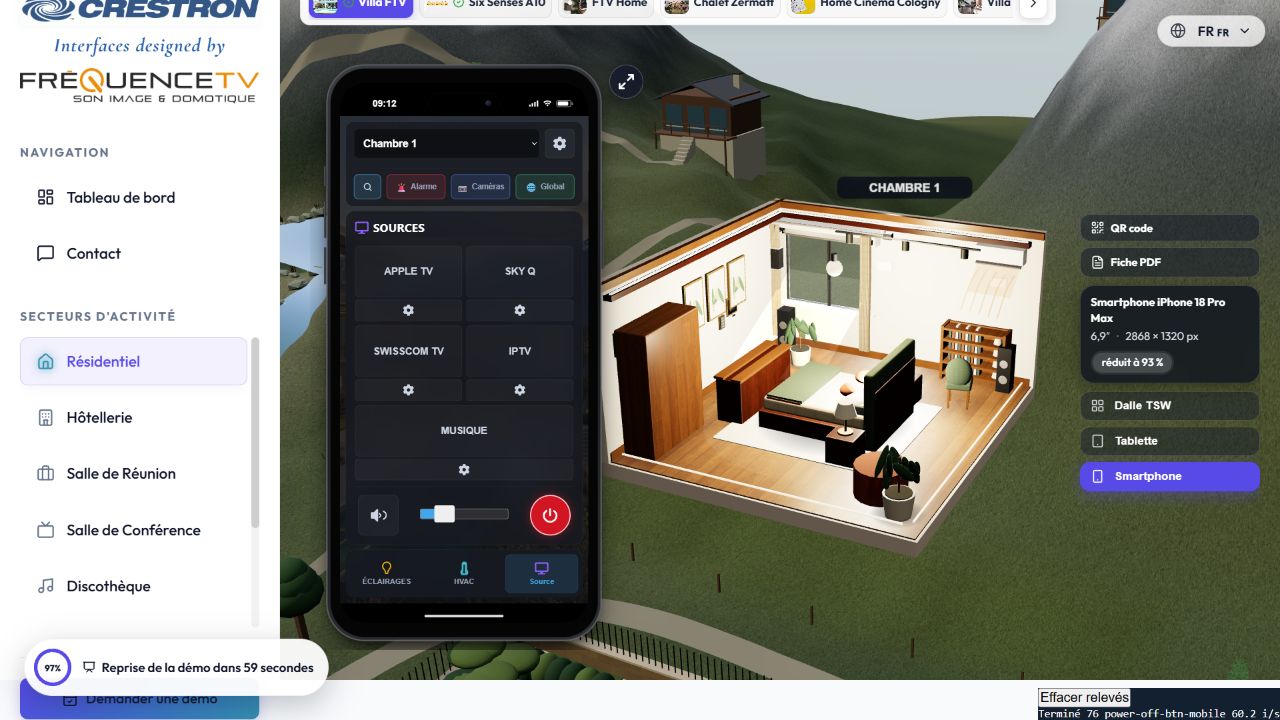 CRESTRON
Interfaces designed by
FRÉQUENCETV
SON IMAGE & DOMOTIQUE
NAVIGATION
Tableau de bord
Contact
SECTEURS D'ACTIVITÉ
Résidentiel
Hôtellerie
Salle de Réunion
Salle de Conférence
Discothèque
97%
Reprise de la démo dans 59 secondes
Demander une démo
Villa FTV
Six Senses A10
FTV Home
Chalet Zermatt
Home Cinema Cologny
Villa
FR FR
09:12
Chambre 1
Alarme
Caméras
Global
SOURCES
APPLE TV
SKY Q
SWISSCOM TV
IPTV
MUSIQUE
ÉCLAIRAGES
HVAC
Source
CHAMBRE 1
QR code
Fiche PDF
Smartphone iPhone 18 Pro
Max
6,9" · 2868 × 1320 px
réduit à 93 %
Dalle TSW
Tablette
Smartphone
Effacer relevés
Terminé 76 power-off-btn-mobile 60.2 i/s